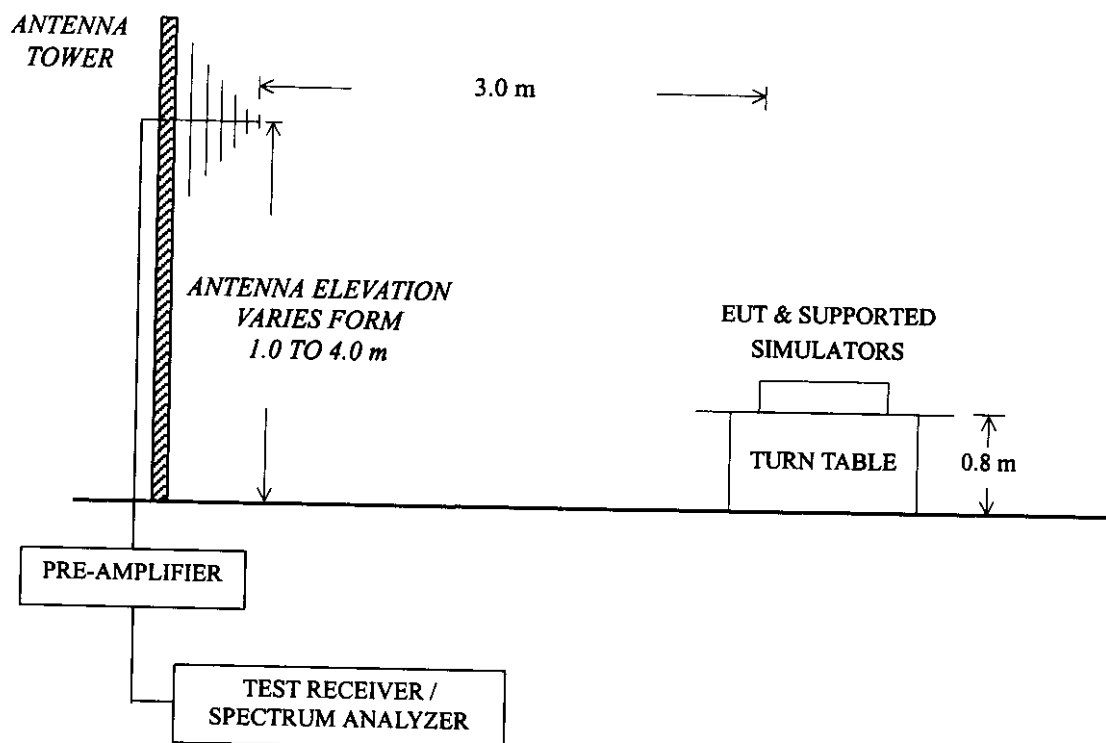 ANTENNA
TOWER
3.0 m
ANTENNA ELEVATION
VARIES FORM
1.0 TO 4.0 m
EUT & SUPPORTED
SIMULATORS
TURN TABLE
0.8 m
PRE-AMPLIFIER
TEST RECEIVER /
SPECTRUM ANALYZER